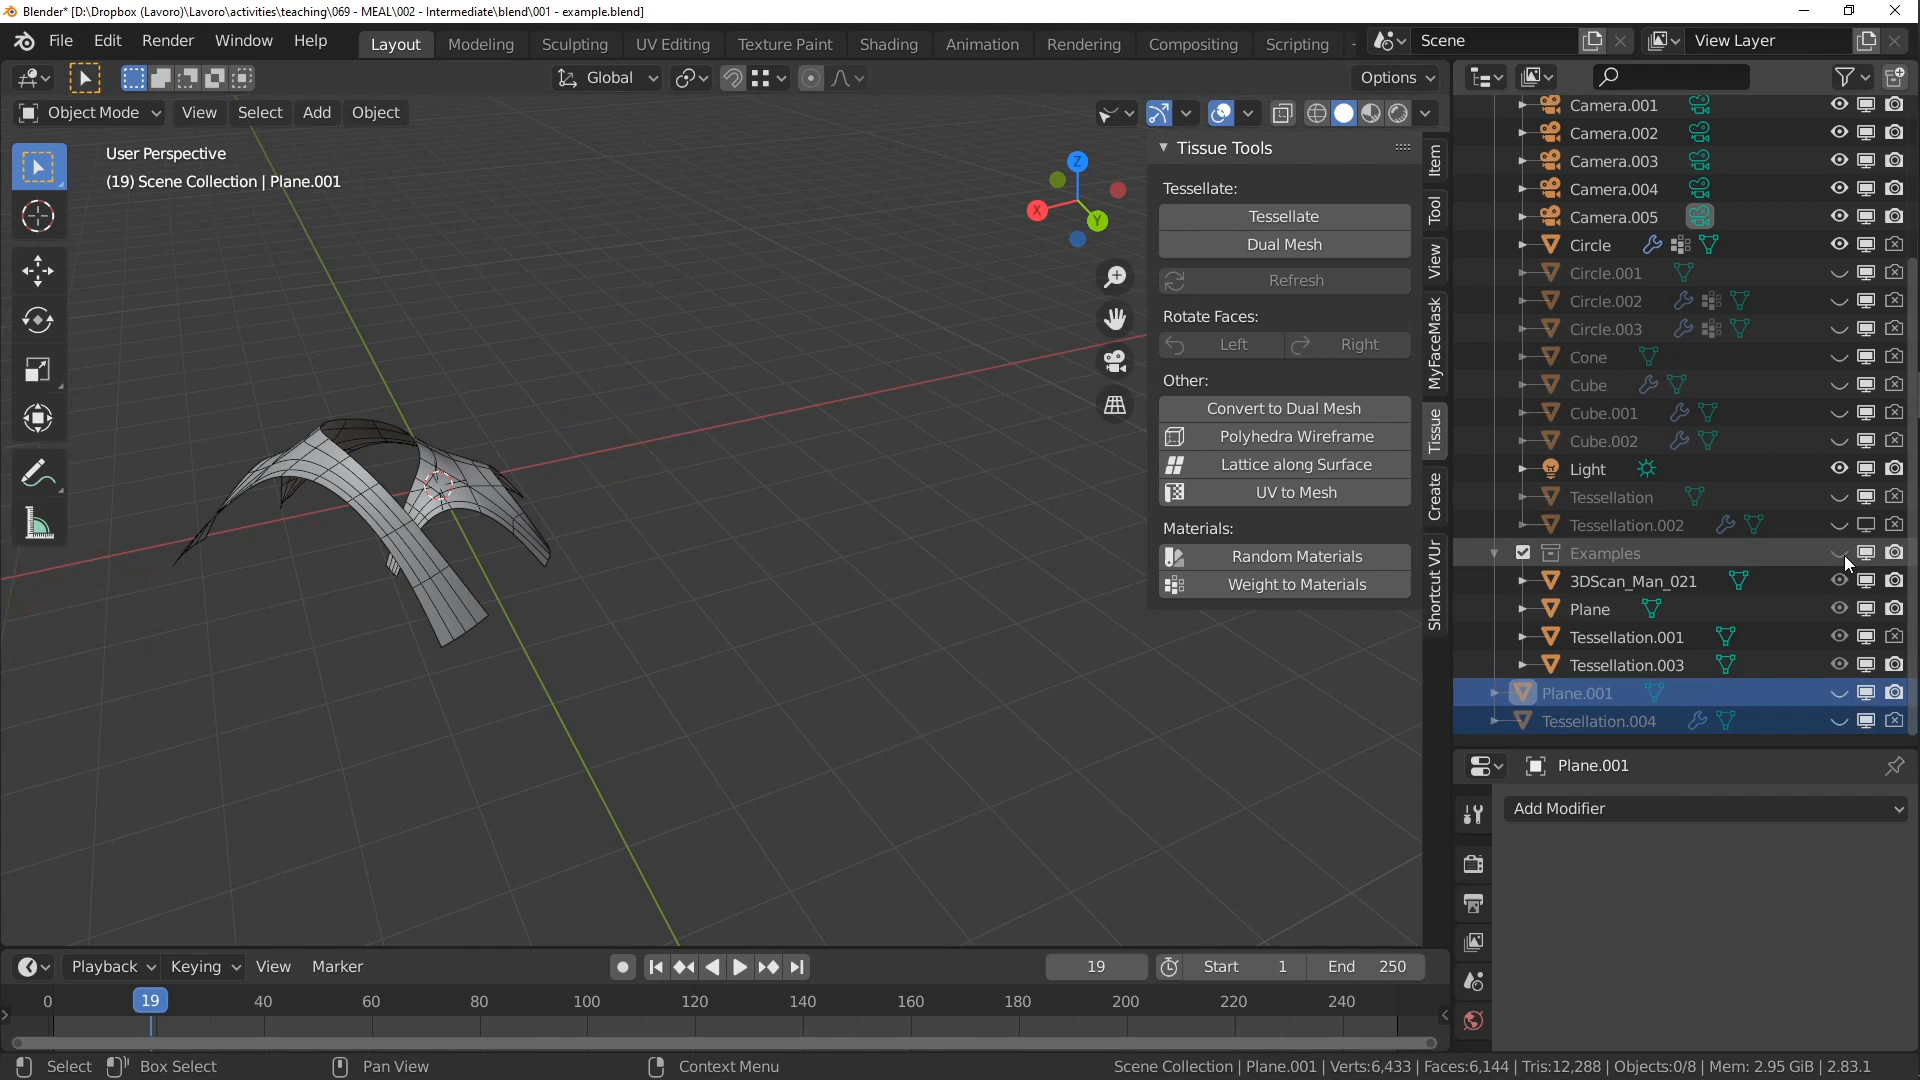 Blender* [D:\Dropbox (Lavoro)\Lavoro\activities\teaching\069 - MEAL\002 - Intermediate\blend\001 - example.blend]
File Edit Render Window Help Layout Modeling Sculpting UV Editing Texture Paint Shading Animation Rendering Compositing Scripting Scene View Layer
Global Options
Object Mode View Select Add Object
User Perspective
(19) Scene Collection | Plane.001
Z
X
Y
Tissue Tools
Tessellate:
Tessellate
Dual Mesh
Refresh
Rotate Faces:
Left Right
Other:
Convert to Dual Mesh
Polyhedra Wireframe
Lattice along Surface
UV to Mesh
Materials:
Random Materials
Weight to Materials
Item
Tool
View
MyFaceMask
Tissue
Create
Shortcut VUr
Camera.001
Camera.002
Camera.003
Camera.004
Camera.005
Circle
Circle.001
Circle.002
Circle.003
Cone
Cube
Cube.001
Cube.002
Light
Tessellation
Tessellation.002
Examples
3DScan_Man_021
Plane
Tessellation.001
Tessellation.003
Plane.001
Tessellation.004
Plane.001
Add Modifier
Playback Keying View Marker 19 Start 1 End 250
0 19 40 60 80 100 120 140 160 180 200 220 240
Select Box Select Pan View Context Menu Scene Collection | Plane.001 | Verts:6,433 | Faces:6,144 | Tris:12,288 | Objects:0/8 | Mem: 2.95 GiB | 2.83.1